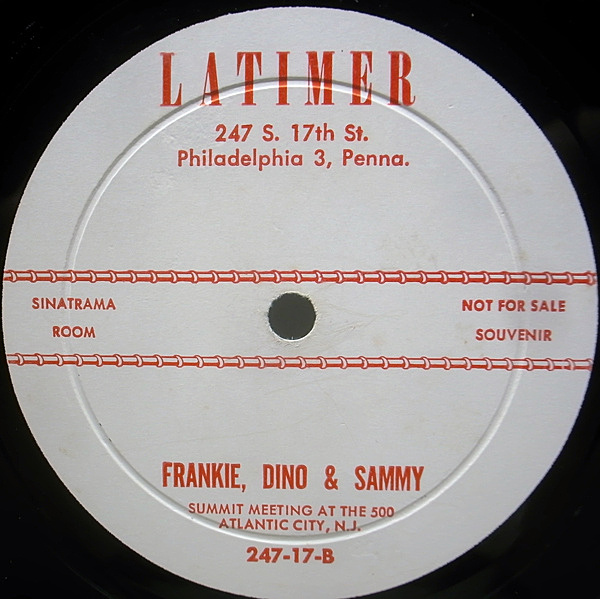 LATIMER
247 S. 17th St.
Philadelphia 3, Penna.
SINATRAMA
ROOM
NOT FOR SALE
SOUVENIR
FRANKIE, DINO & SAMMY
SUMMIT MEETING AT THE 500
ATLANTIC CITY, N.J.
247-17-B